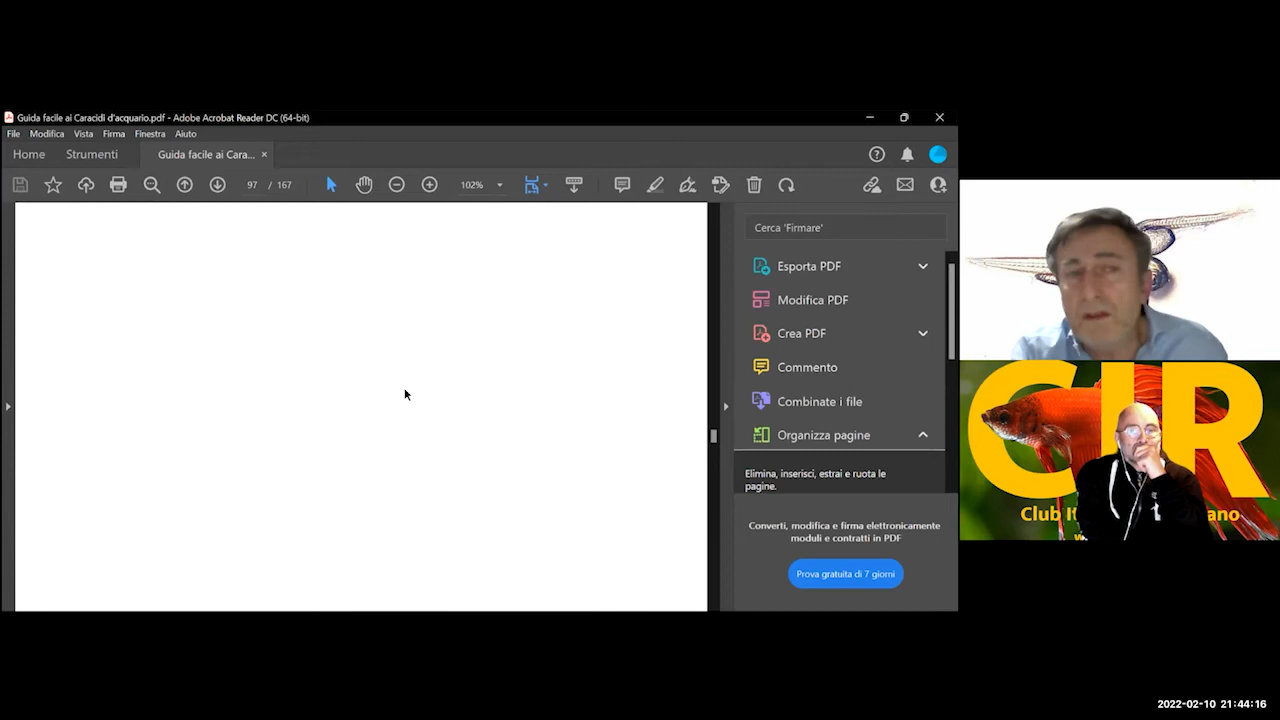 Guida facile ai Caracidi d'acquario.pdf - Adobe Acrobat Reader DC (64-bit)
File Modifica Vista Firma Finestra Aiuto
Home Strumenti Guida facile ai Cara... ×
97 / 167 102%
Cerca 'Firmare'
Esporta PDF
Modifica PDF
Crea PDF
Commento
Combinate i file
Organizza pagine
Elimina, inserisci, estrai e ruota le
pagine.
Converti, modifica e firma elettronicamente
moduli e contratti in PDF
Prova gratuita di 7 giorni
CIR
Club It ano
w
2022-02-10 21:44:16